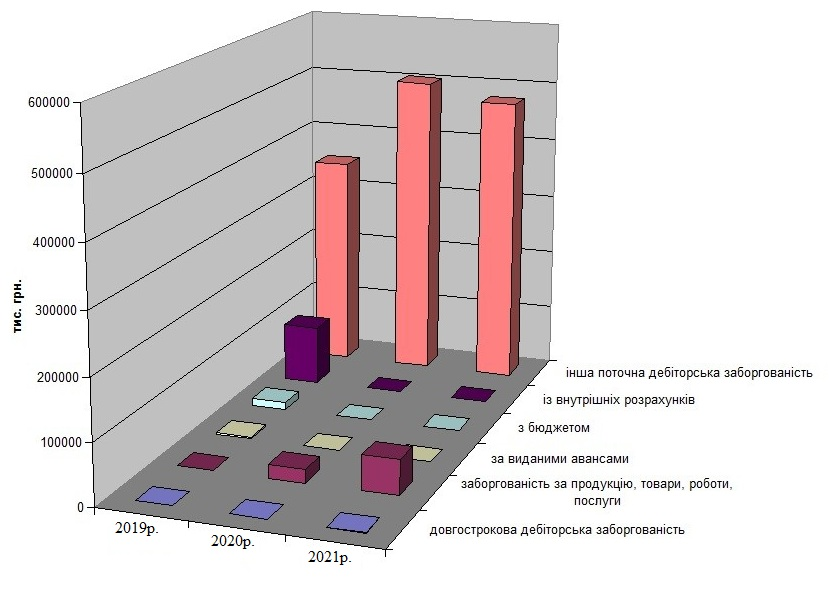 600000
500000
400000
300000
200000
100000
0
тис. грн.
2019р.
2020р.
2021р.
інша поточна дебіторська заборгованість
із внутрішніх розрахунків
з бюджетом
за виданими авансами
заборгованість за продукцію, товари, роботи,
послуги
довгострокова дебіторська заборгованість